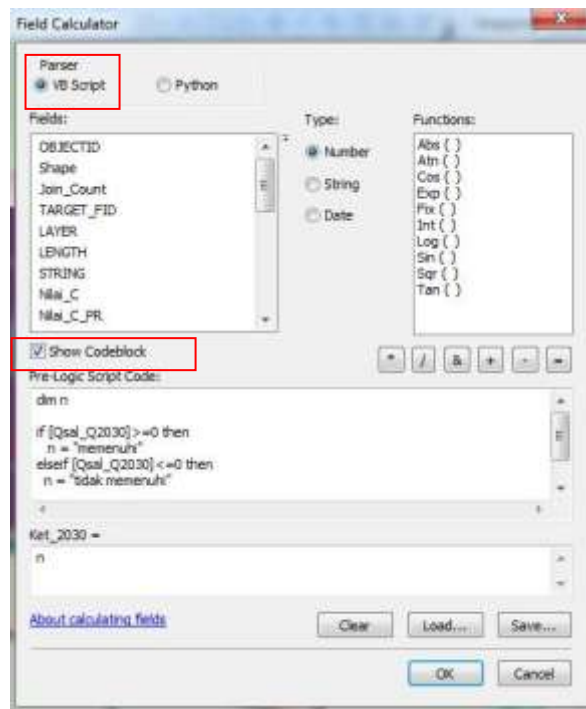 Field Calculator
Parser
VB Script
Python
Fields:
OBJECTID
Shape
Join_Count
TARGET_FID
LAYER
LENGTH
STRING
Nilai_C
Nilai_C_PR
Type:
Number
String
Date
Functions:
Abs ( )
Atn ( )
Cos ( )
Exp ( )
Fix ( )
Int ( )
Log ( )
Sin ( )
Sqr ( )
Tan ( )
Show Codeblock
* / & + - =
Pre-Logic Script Code:
dim n
if [Qsal_Q2030]>=0 then
n = "memenuhi"
elseif [Qsal_Q2030]<=0 then
n = "tidak memenuhi"
Ket_2030 =
n
About calculating fields
Clear
Load...
Save...
OK
Cancel